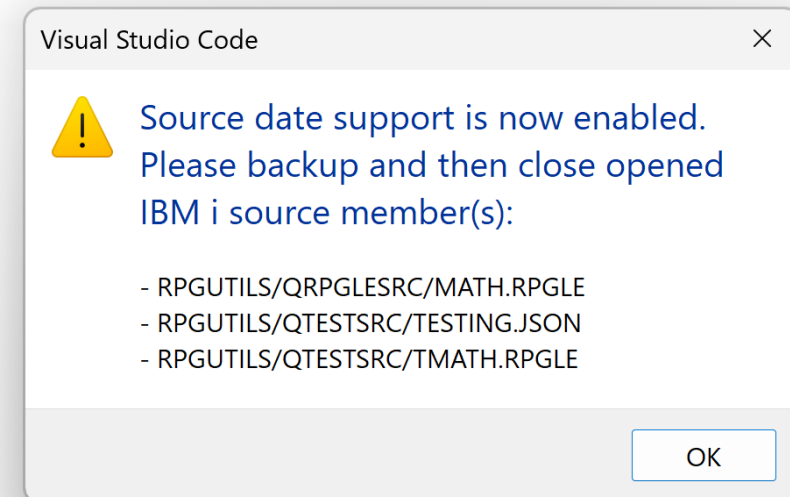 Visual Studio Code
Source date support is now enabled.
Please backup and then close opened
IBM i source member(s):
- RPGUTILS/QRPGLESRC/MATH.RPGLE
- RPGUTILS/QTESTSRC/TESTING.JSON
- RPGUTILS/QTESTSRC/TMATH.RPGLE
OK